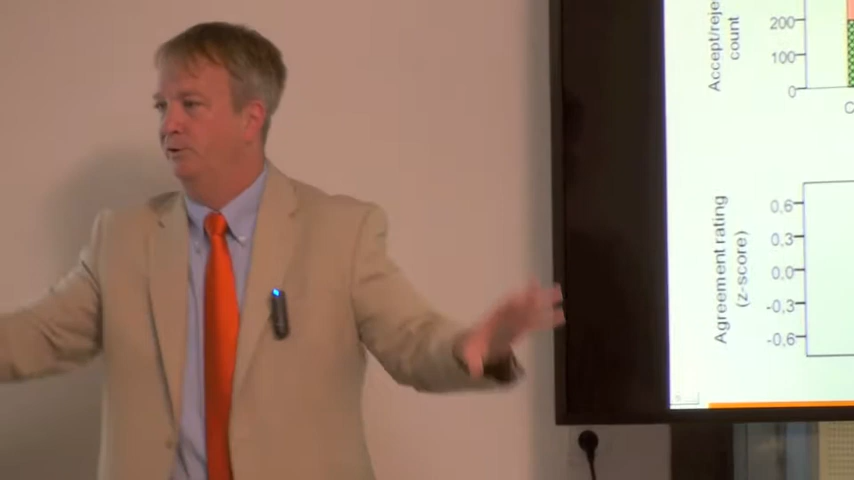 Accept/reje
count
200
100
0
C
Agreement rating
(z-score)
0.6
0.3
0.0
-0.3
-0.6